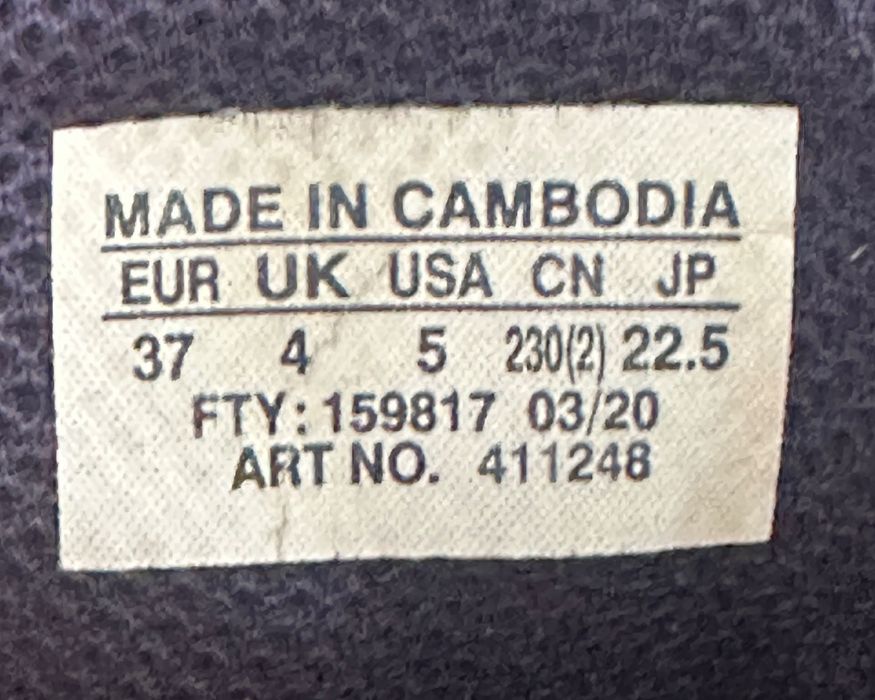 MADE IN CAMBODIA
EUR UK USA CN JP
37 4 5 230(2) 22.5
FTY: 159817 03/20
ART NO. 411248